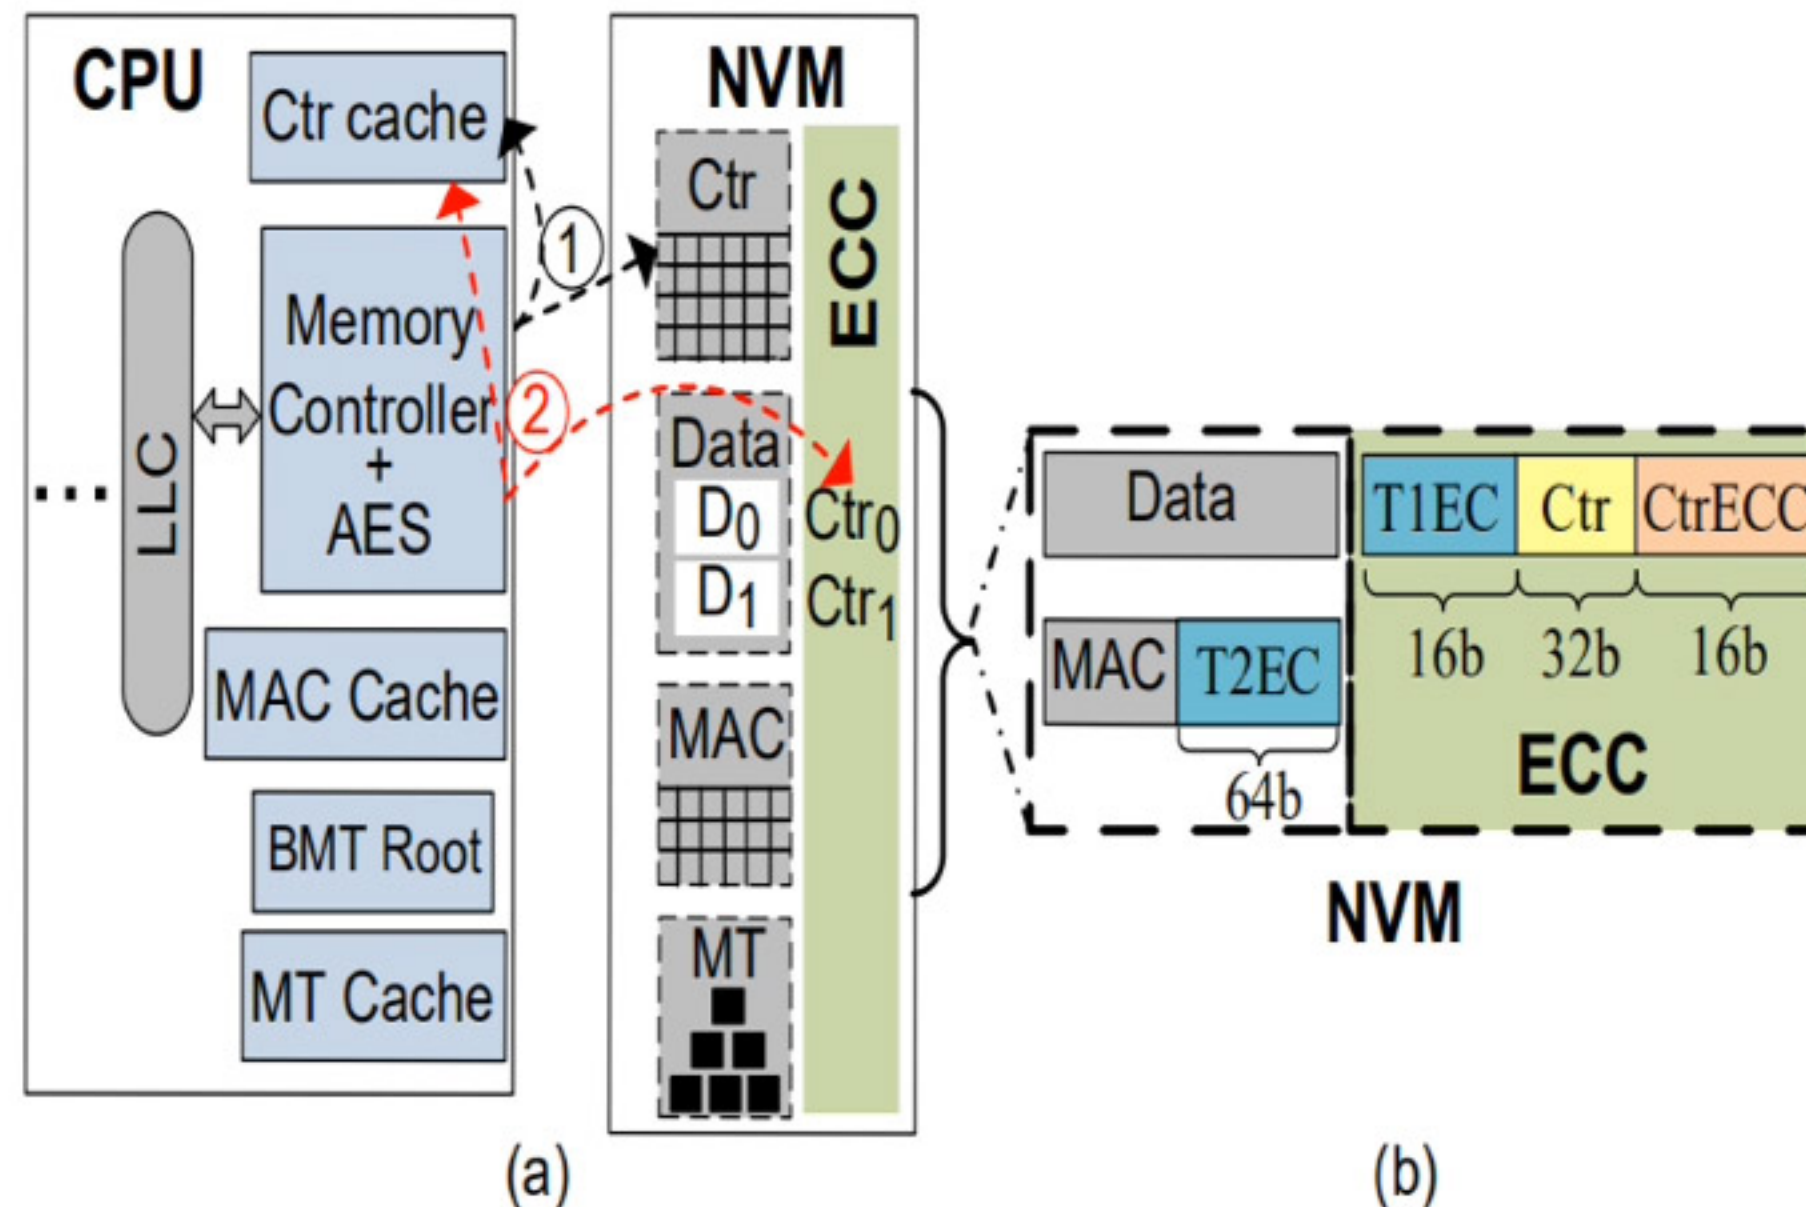 CPU
Ctr cache
LLC
Memory
Controller
+
AES
MAC Cache
BMT Root
MT Cache
1
2
NVM
Ctr
ECC
Data
D0
D1
Ctr0
Ctr1
MAC
MT
(a)
Data
T1EC Ctr CtrECC
16b 32b 16b
MAC T2EC
64b
ECC
NVM
(b)